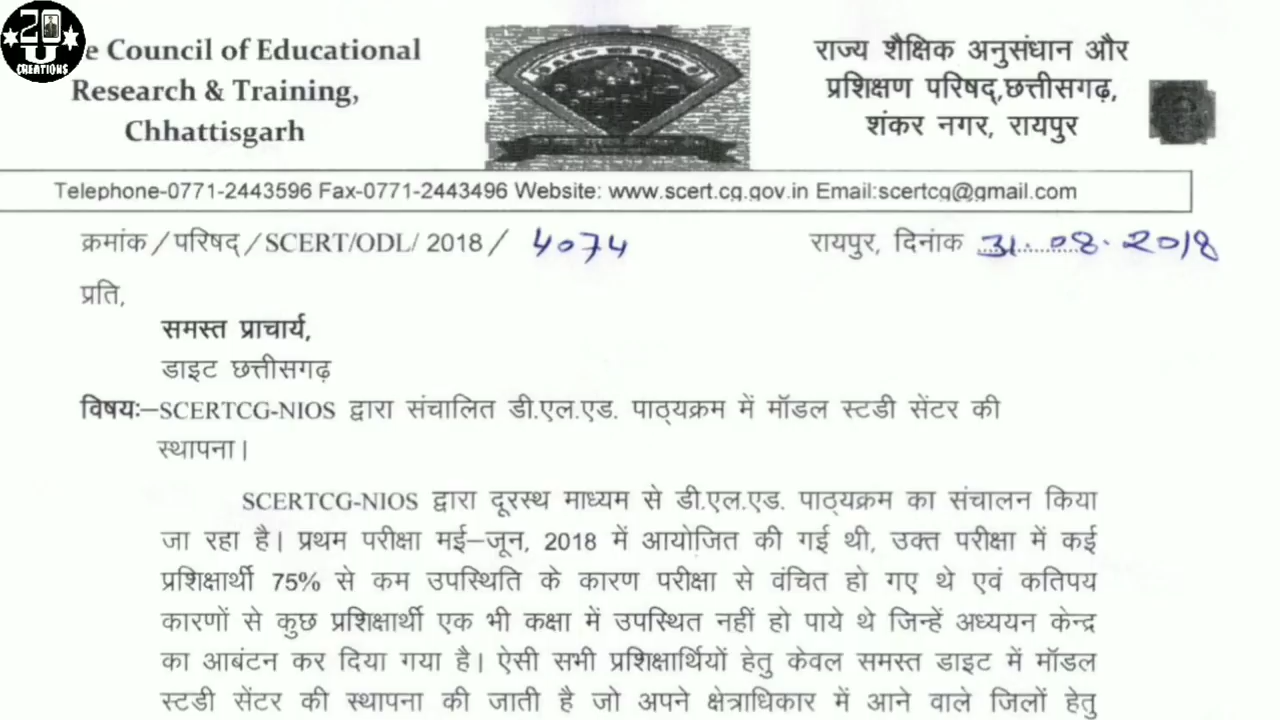 20
U
CREATIONS
e Council of Educational
Research & Training,
Chhattisgarh
राज्य शैक्षिक अनुसंधान और
प्रशिक्षण परिषद्,छत्तीसगढ़,
शंकर नगर, रायपुर
Telephone-0771-2443596 Fax-0771-2443496 Website: www.scert.cg.gov.in Email:scertcg@gmail.com
क्रमांक / परिषद् / SCERT/ODL/ 2018 / 4074 रायपुर, दिनांक 31.08.2018
प्रति,
समस्त प्राचार्य,
डाइट छत्तीसगढ़
विषयः–SCERTCG-NIOS द्वारा संचालित डी.एल.एड. पाठ्यक्रम में मॉडल स्टडी सेंटर की
स्थापना।
SCERTCG-NIOS द्वारा दूरस्थ माध्यम से डी.एल.एड. पाठ्यक्रम का संचालन किया
जा रहा है। प्रथम परीक्षा मई–जून, 2018 में आयोजित की गई थी, उक्त परीक्षा में कई
प्रशिक्षार्थी 75% से कम उपस्थिति के कारण परीक्षा से वंचित हो गए थे एवं कतिपय
कारणों से कुछ प्रशिक्षार्थी एक भी कक्षा में उपस्थित नहीं हो पाये थे जिन्हें अध्ययन केन्द्र
का आबंटन कर दिया गया है। ऐसी सभी प्रशिक्षार्थियों हेतु केवल समस्त डाइट में मॉडल
स्टडी सेंटर की स्थापना की जाती है जो अपने क्षेत्राधिकार में आने वाले जिलों हेतु